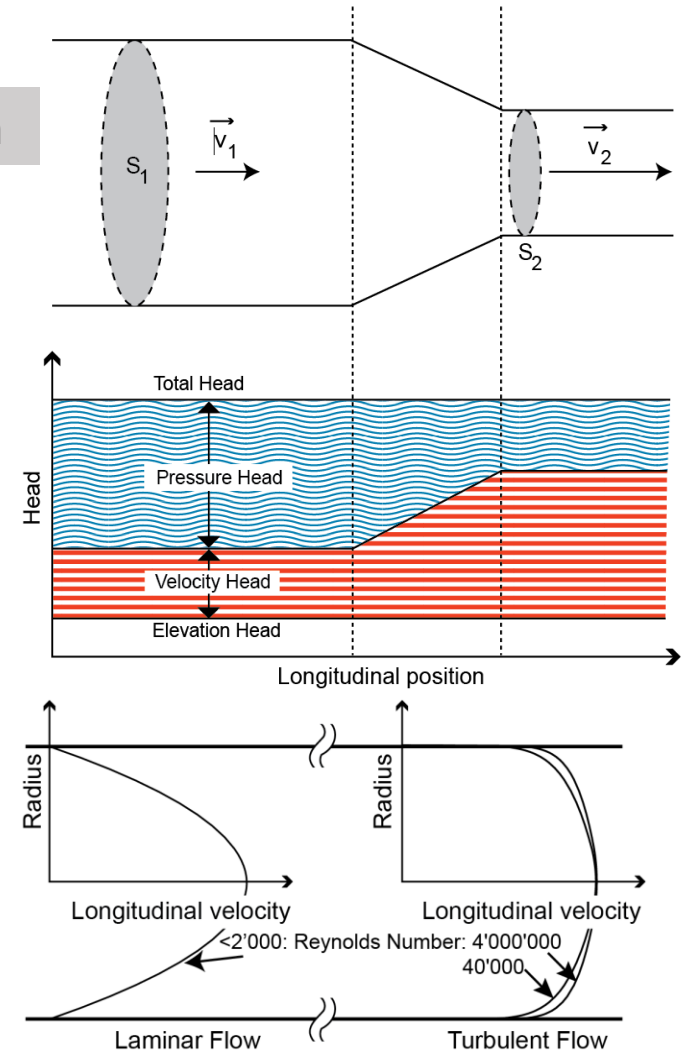 S1
v1
v2
S2
Total Head
Pressure Head
Velocity Head
Elevation Head
Head
Longitudinal position
Radius
Radius
Longitudinal velocity
Longitudinal velocity
<2'000: Reynolds Number: 4'000'000
40'000
Laminar Flow
Turbulent Flow